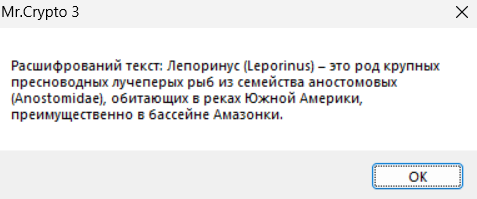 Mr.Crypto 3
Расшифрований текст: Лепоринус (Leporinus) – это род крупных
пресноводных лучеперых рыб из семейства аностомовых
(Anostomidae), обитающих в реках Южной Америки,
преимущественно в бассейне Амазонки.
OK